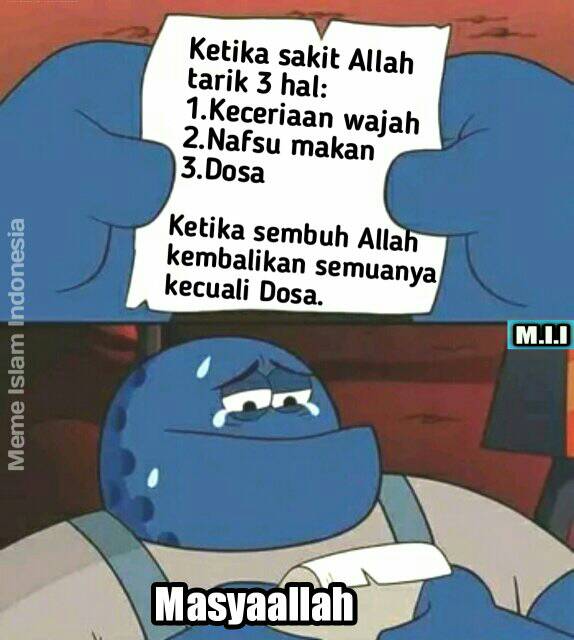 Ketika sakit Allah
tarik 3 hal:
1.Keceriaan wajah
2.Nafsu makan
3.Dosa
Ketika sembuh Allah
kembalikan semuanya
kecuali Dosa.
Meme Islam Indonesia
M.I.I
Masyaallah